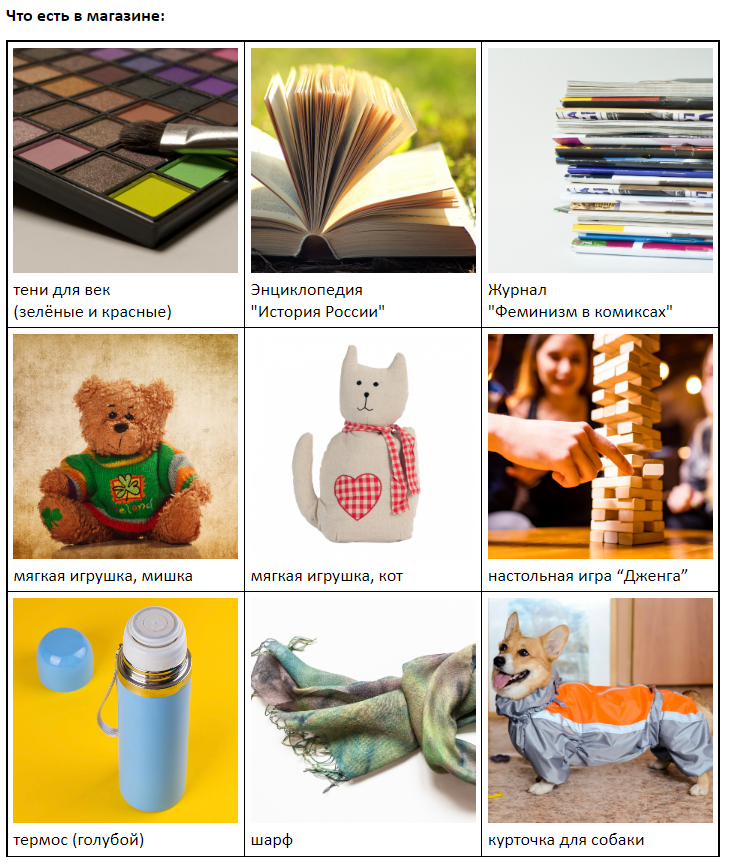 Что есть в магазине:
тени для век
(зелёные и красные)
Энциклопедия
"История России"
Журнал
"Феминизм в комиксах"
мягкая игрушка, мишка
мягкая игрушка, кот
настольная игра “Дженга”
термос (голубой)
шарф
курточка для собаки